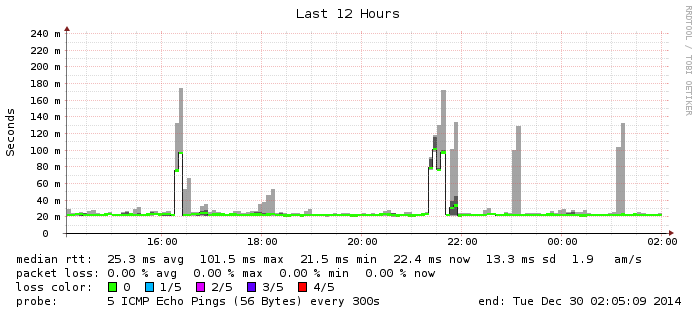 Last 12 Hours
RRDTOOL / TOBI OETIKER
Seconds
240 m
220 m
200 m
180 m
160 m
140 m
120 m
100 m
80 m
60 m
40 m
20 m
0
16:00 18:00 20:00 22:00 00:00 02:00
median rtt: 25.3 ms avg 101.5 ms max 21.5 ms min 22.4 ms now 13.3 ms sd 1.9 am/s
packet loss: 0.00 % avg 0.00 % max 0.00 % min 0.00 % now
loss color: 0 1/5 2/5 3/5 4/5
probe: 5 ICMP Echo Pings (56 Bytes) every 300s end: Tue Dec 30 02:05:09 2014